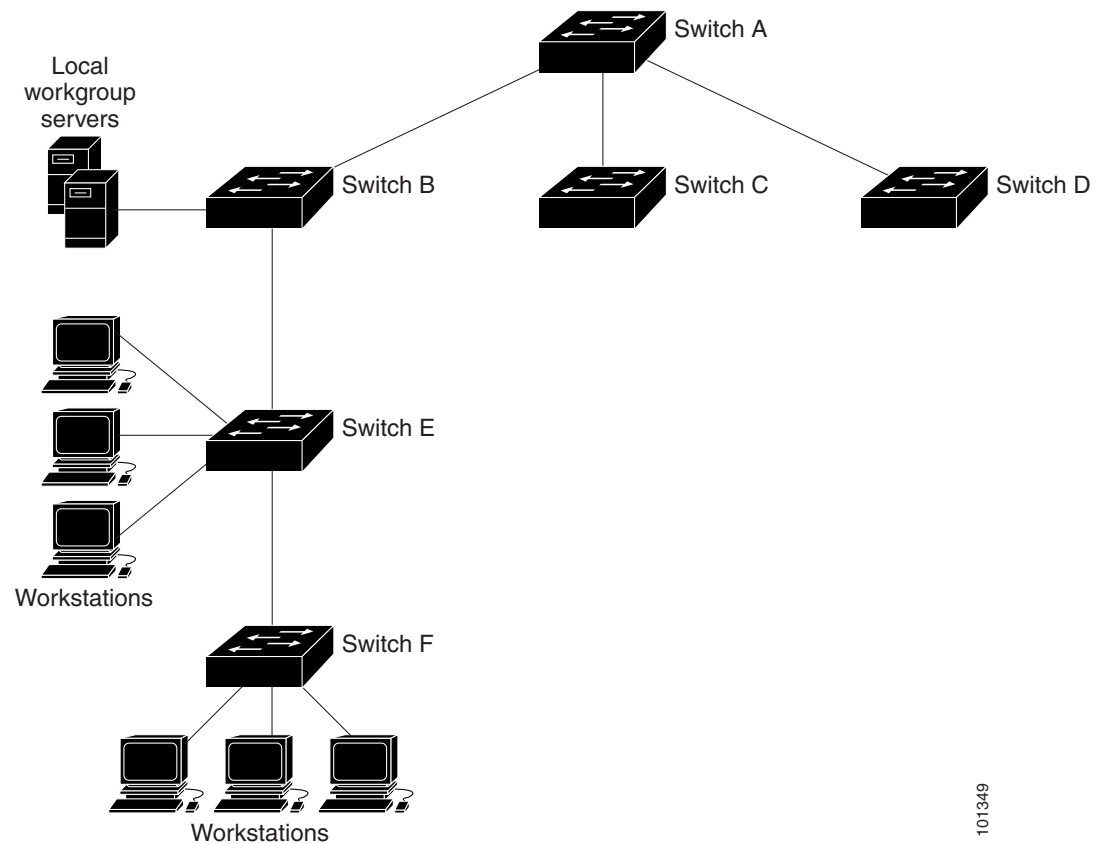 Switch A
Local
workgroup
servers
Switch B
Switch C
Switch D
Switch E
Workstations
Switch F
Workstations
101349